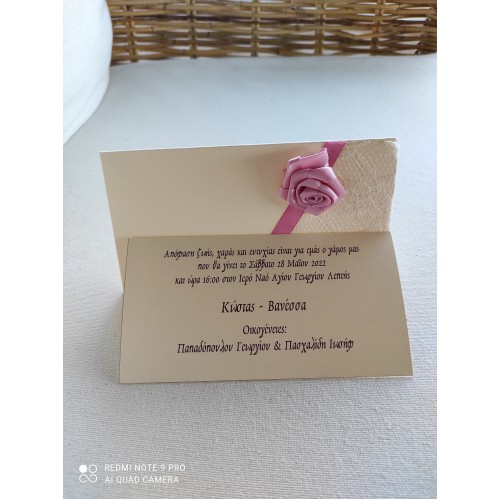 Απόφαση ζωής, χαράς και ευτυχίας είναι για εμάς ο γάμος μας
που θα γίνει το Σάββατο 28 Μαΐου 2022
και ώρα 16:00 στον Ιερό Ναό Αγίου Γεωργίου Λεπτής
Κώστας - Βανέσσα
Οικογένειες:
Παπαδόπουλου Γεωργίου & Πασχαλίδη Ιωσήφ
REDMI NOTE 9 PRO
AI QUAD CAMERA